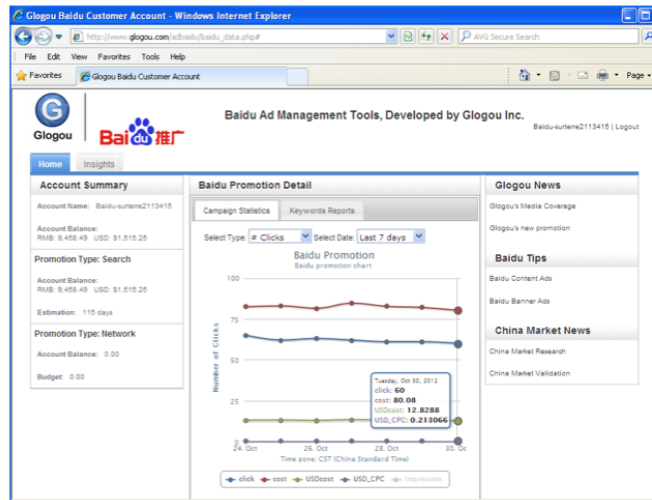 Glogou Baidu Customer Account - Windows Internet Explorer
http://www.glogou.com/adbaidu/baidu_data.php#
AVG Secure Search
File Edit View Favorites Tools Help
Favorites
Glogou Baidu Customer Account
Page
G
Glogou
Bai du 推广
Baidu Ad Management Tools, Developed by Glogou Inc.
Baidu-surtene2113415 | Logout
Home
Insights
Account Summary
Account Name: Baidu-surtene2113415
Account Balance:
RMB: 9,458.49 USD: $1,515.25
Promotion Type: Search
Account Balance:
RMB: 9,458.49 USD: $1,515.25
Estimation: 115 days
Promotion Type: Network
Account Balance: 0.00
Budget: 0.00
Baidu Promotion Detail
Campaign Statistics
Keywords Reports
Select Type: # Clicks Select Date: Last 7 days
Baidu Promotion
Baidu promotion chart
Number of Clicks
100
75
50
25
0
Tuesday, Oct 30, 2012
click: 60
cost: 80.08
USDcost: 12.8288
USD_CPC: 0.213066
24. Oct 26. Oct 28. Oct 30. Oct
Time zone: CST (China Standard Time)
click cost USDcost USD_CPC Impression
Glogou News
Glogou's Media Coverage
Glogou's new promotion
Baidu Tips
Baidu Content Ads
Baidu Banner Ads
China Market News
China Market Research
China Market Validation